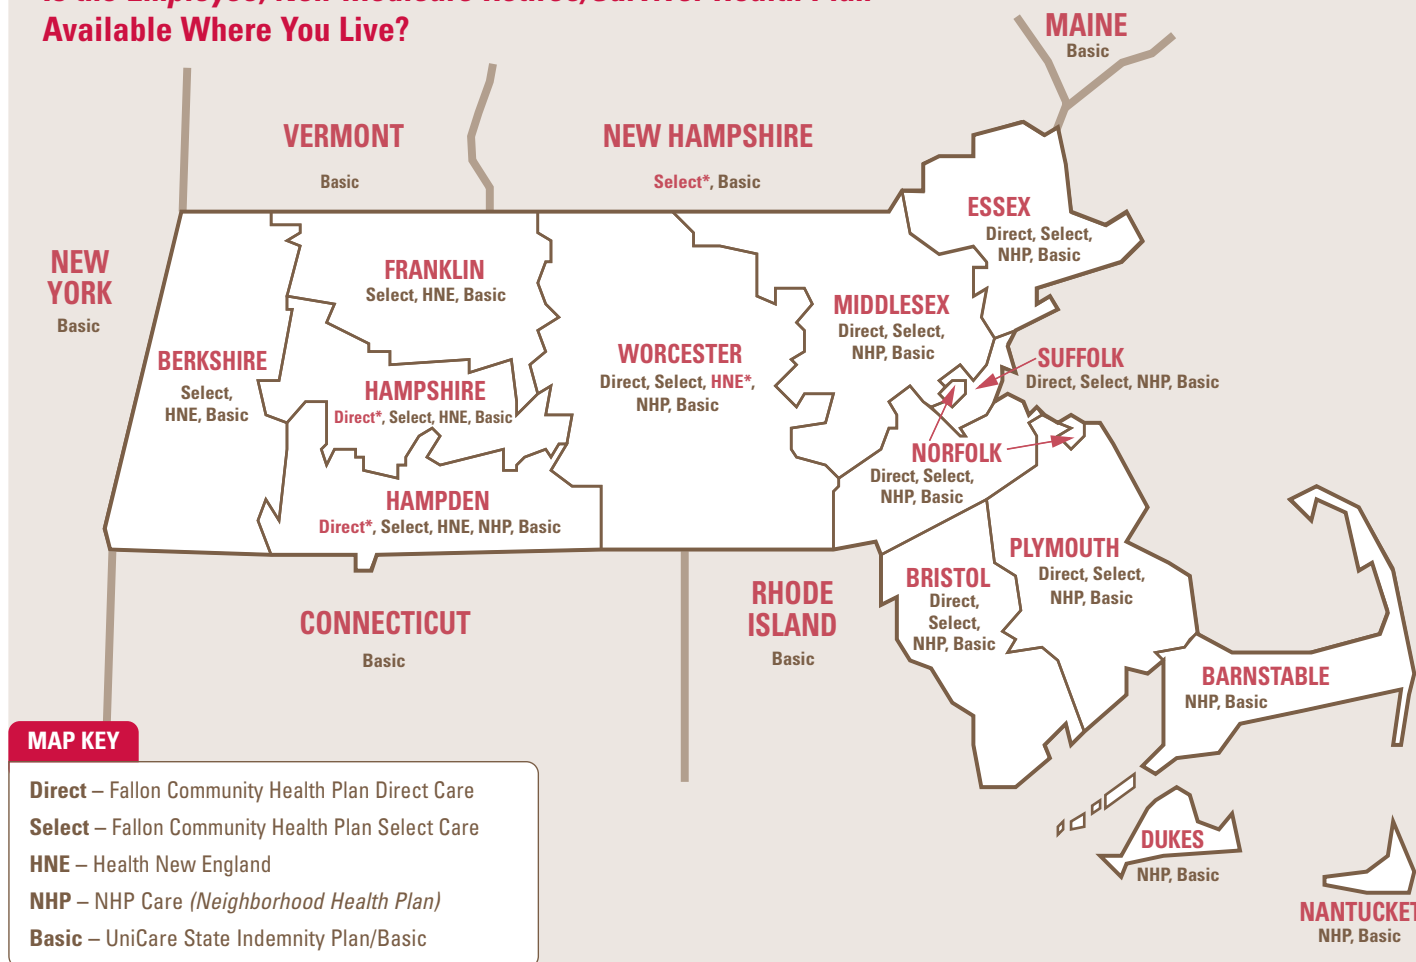 Available Where You Live?
MAINE
Basic
VERMONT
Basic
NEW HAMPSHIRE
Select*, Basic
NEW
YORK
Basic
ESSEX
Direct, Select,
NHP, Basic
FRANKLIN
Select, HNE, Basic
MIDDLESEX
Direct, Select,
NHP, Basic
BERKSHIRE
Select,
HNE, Basic
WORCESTER
Direct, Select, HNE*,
NHP, Basic
SUFFOLK
Direct, Select, NHP, Basic
HAMPSHIRE
Direct*, Select, HNE, Basic
NORFOLK
Direct, Select,
NHP, Basic
HAMPDEN
Direct*, Select, HNE, NHP, Basic
PLYMOUTH
Direct, Select,
NHP, Basic
BRISTOL
Direct,
Select,
NHP, Basic
CONNECTICUT
Basic
RHODE
ISLAND
Basic
BARNSTABLE
NHP, Basic
DUKES
NHP, Basic
NANTUCKET
NHP, Basic
MAP KEY
Direct – Fallon Community Health Plan Direct Care
Select – Fallon Community Health Plan Select Care
HNE – Health New England
NHP – NHP Care (Neighborhood Health Plan)
Basic – UniCare State Indemnity Plan/Basic